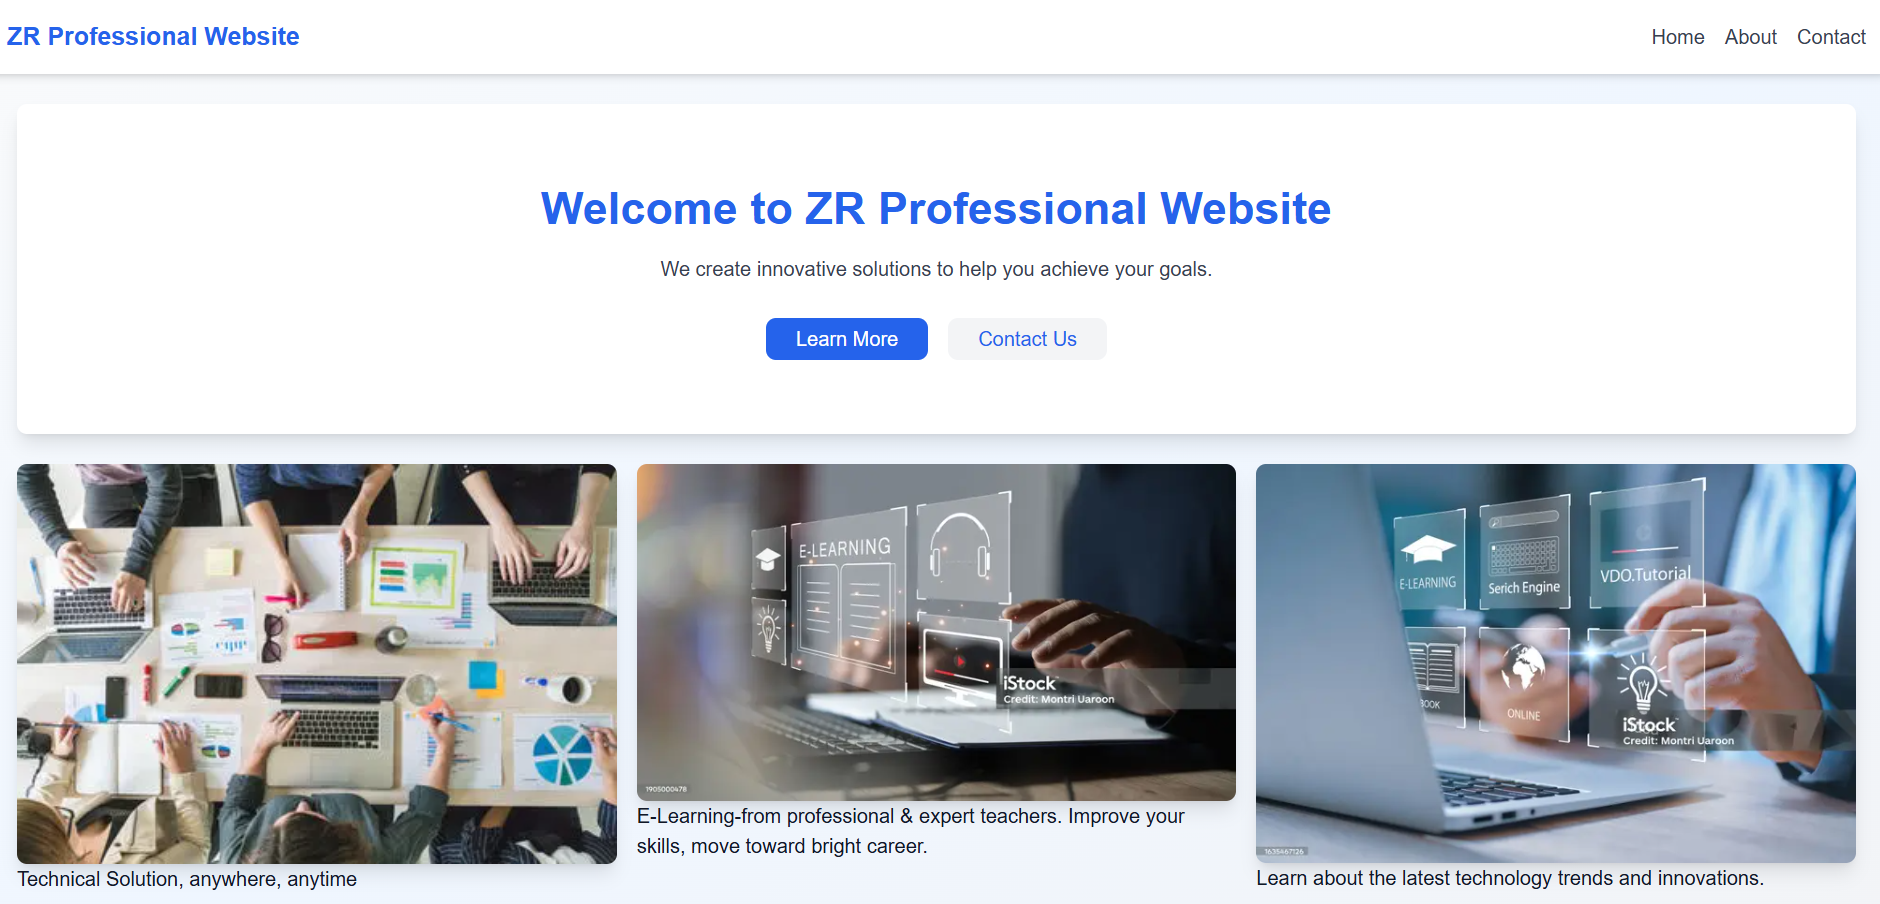 ZR Professional Website
Home About Contact
Welcome to ZR Professional Website
We create innovative solutions to help you achieve your goals.
Learn More Contact Us
Technical Solution, anywhere, anytime
E-LEARNING
iStock
Credit: Montri Uaroon
1905000478
E-Learning-from professional & expert teachers. Improve your
skills, move toward bright career.
E-LEARNING
Serich Engine
VDO.Tutorial
BOOK
ONLINE
iStock
Credit: Montri Uaroon
1635467126
Learn about the latest technology trends and innovations.